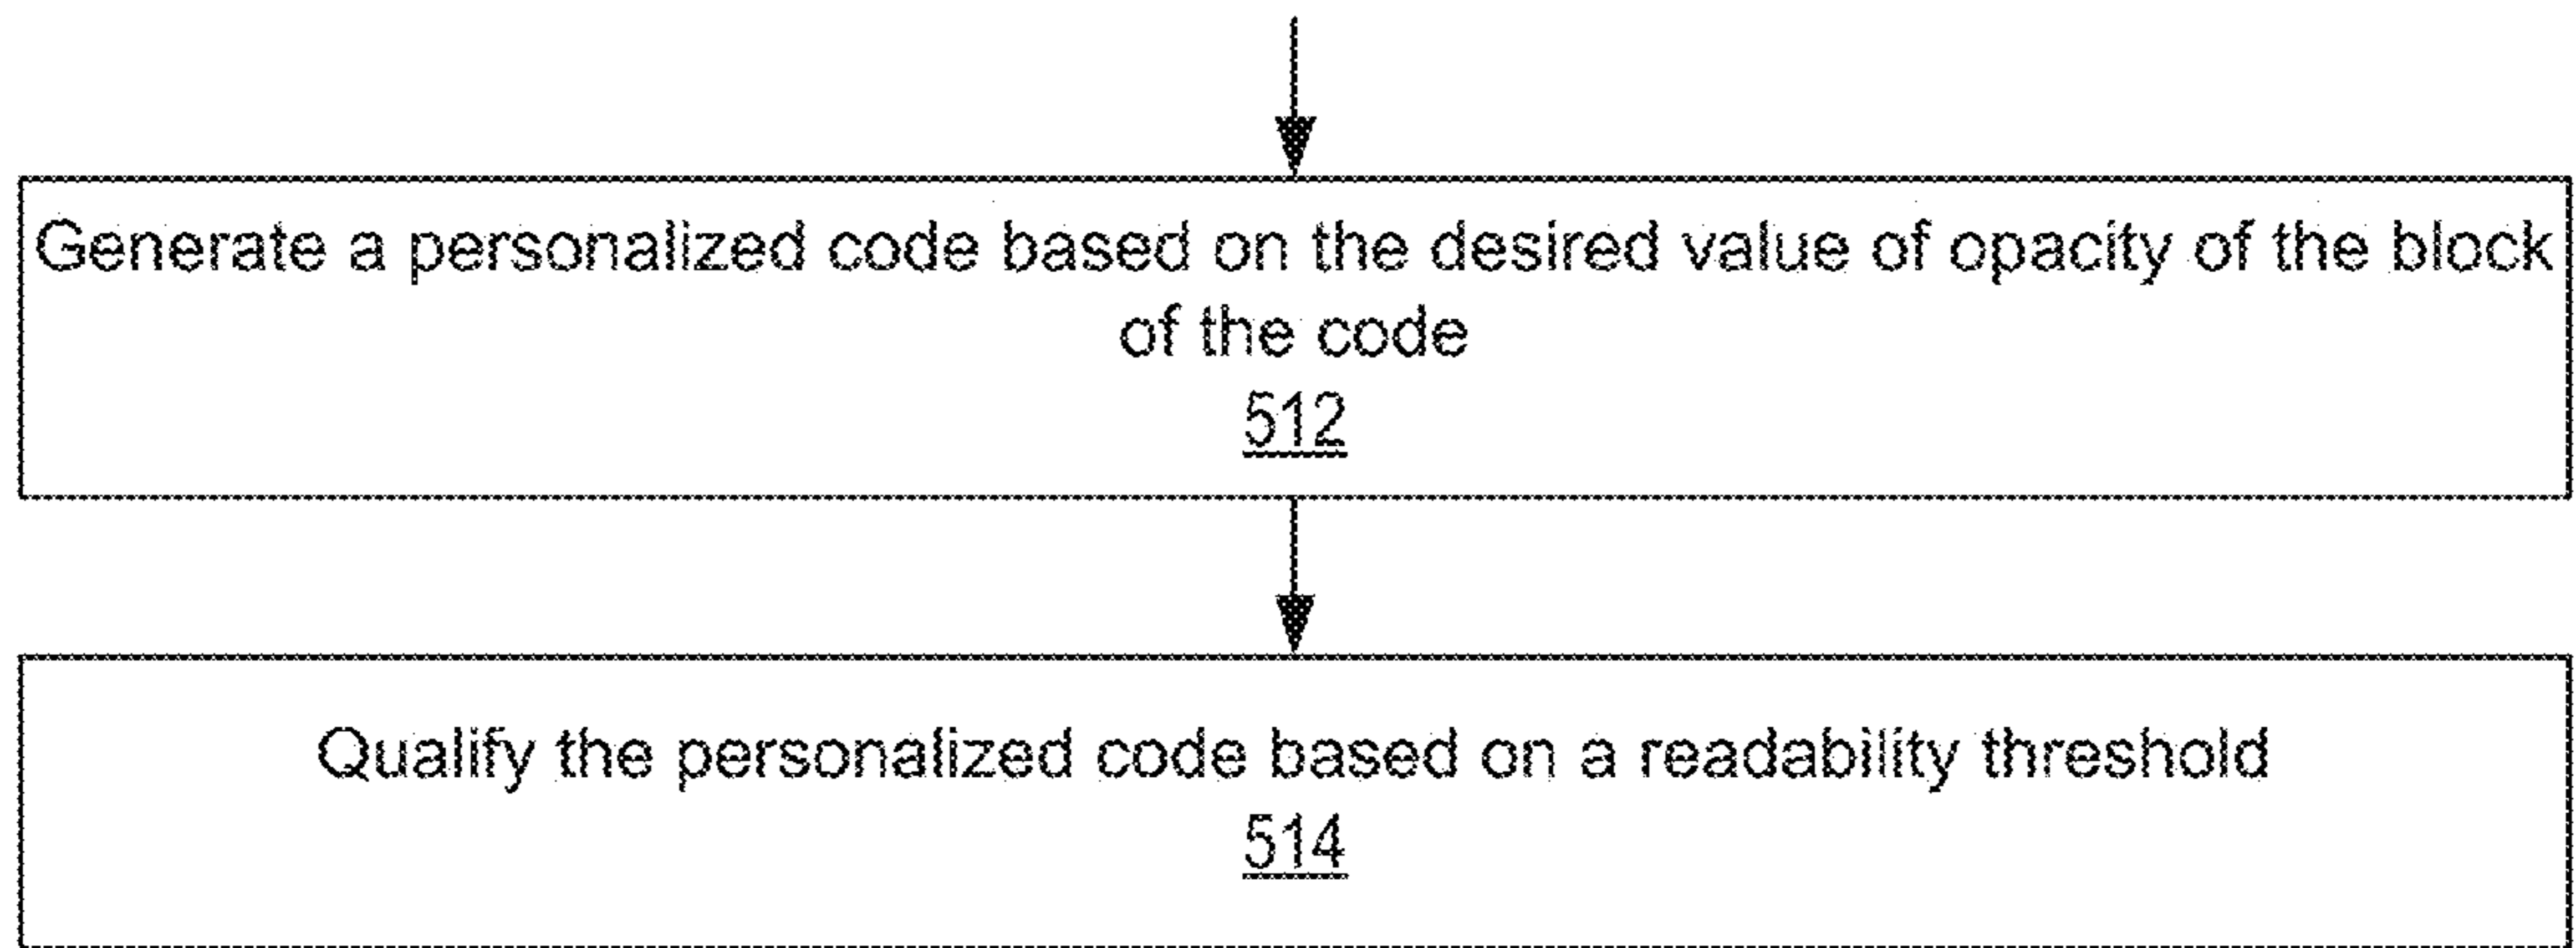 Generate a personalized code based on the desired value of opacity of the block
of the code
512
Qualify the personalized code based on a readability threshold
514